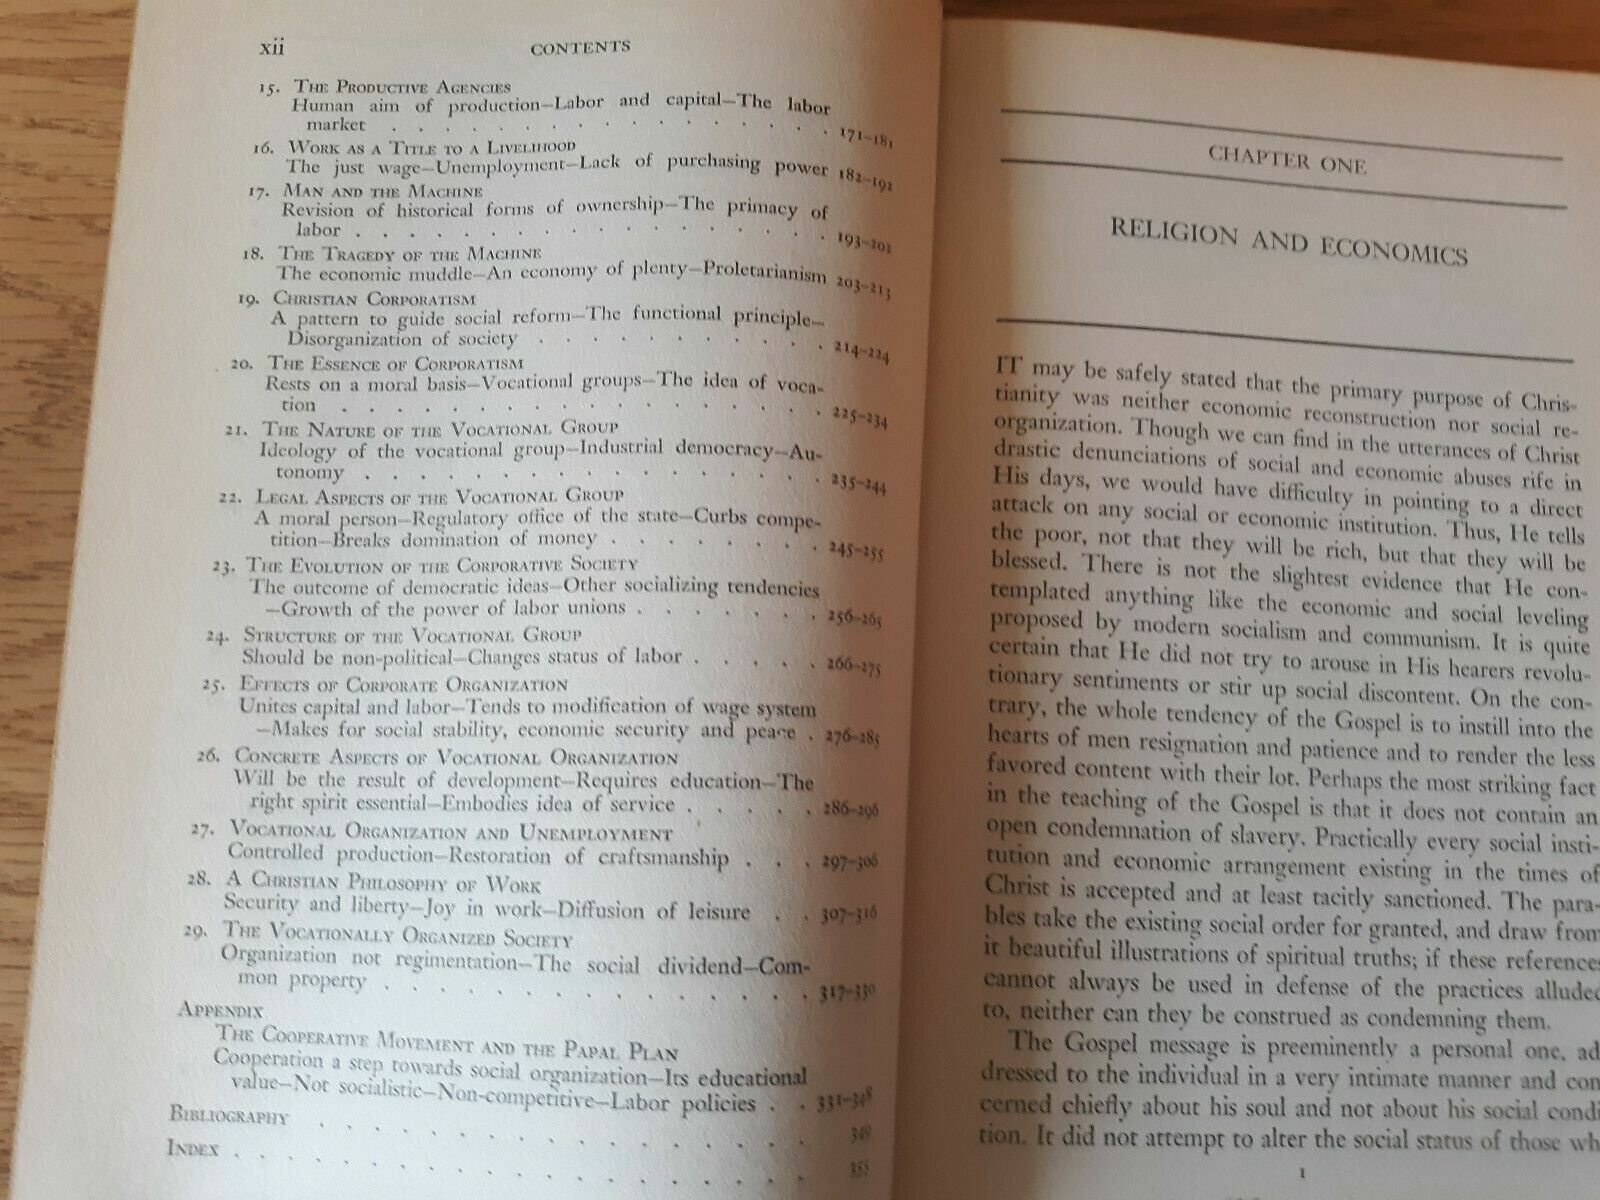 xii CONTENTS
15. THE PRODUCTIVE AGENCIES
Human aim of production—Labor and capital—The labor
market . . . . . . . . . . . . . . . . 171–181
16. WORK AS A TITLE TO A LIVELIHOOD
The just wage—Unemployment—Lack of purchasing power 182–192
17. MAN AND THE MACHINE
Revision of historical forms of ownership—The primacy of
labor . . . . . . . . . . . . . . . . . 193–202
18. THE TRAGEDY OF THE MACHINE
The economic muddle—An economy of plenty—Proletarianism 203–213
19. CHRISTIAN CORPORATISM
A pattern to guide social reform—The functional principle—
Disorganization of society . . . . . . . . . . 214–224
20. THE ESSENCE OF CORPORATISM
Rests on a moral basis—Vocational groups—The idea of voca-
tion . . . . . . . . . . . . . . . . . 225–234
21. THE NATURE OF THE VOCATIONAL GROUP
Ideology of the vocational group—Industrial democracy—Au-
tonomy . . . . . . . . . . . . . . . . 235–244
22. LEGAL ASPECTS OF THE VOCATIONAL GROUP
A moral person—Regulatory office of the state—Curbs compe-
tition—Breaks domination of money . . . . . . . . 245–255
23. THE EVOLUTION OF THE CORPORATIVE SOCIETY
The outcome of democratic ideas—Other socializing tendencies
—Growth of the power of labor unions . . . . . . . 256–265
24. STRUCTURE OF THE VOCATIONAL GROUP
Should be non-political—Changes status of labor . . . . . 266–275
25. EFFECTS OF CORPORATE ORGANIZATION
Unites capital and labor—Tends to modification of wage system
—Makes for social stability, economic security and peace . 276–285
26. CONCRETE ASPECTS OF VOCATIONAL ORGANIZATION
Will be the result of development—Requires education—The
right spirit essential—Embodies idea of service . . . . . 286–296
27. VOCATIONAL ORGANIZATION AND UNEMPLOYMENT
Controlled production—Restoration of craftsmanship . . . 297–306
28. A CHRISTIAN PHILOSOPHY OF WORK
Security and liberty—Joy in work—Diffusion of leisure . . 307–316
29. THE VOCATIONALLY ORGANIZED SOCIETY
Organization not regimentation—The social dividend—Com-
mon property . . . . . . . . . . . . . . 317–330
APPENDIX
THE COOPERATIVE MOVEMENT AND THE PAPAL PLAN
Cooperation a step towards social organization—Its educational
value—Not socialistic—Non-competitive—Labor policies . . 331–348
BIBLIOGRAPHY . . . . . . . . . . . . . . . . 349
INDEX . . . . . . . . . . . . . . . . . . 355
CHAPTER ONE
RELIGION AND ECONOMICS
IT may be safely stated that the primary purpose of Chris-
tianity was neither economic reconstruction nor social re-
organization. Though we can find in the utterances of Christ
drastic denunciations of social and economic abuses rife in
His days, we would have difficulty in pointing to a direct
attack on any social or economic institution. Thus, He tells
the poor, not that they will be rich, but that they will be
blessed. There is not the slightest evidence that He con-
templated anything like the economic and social leveling
proposed by modern socialism and communism. It is quite
certain that He did not try to arouse in His hearers revolu-
tionary sentiments or stir up social discontent. On the con-
trary, the whole tendency of the Gospel is to instill into the
hearts of men resignation and patience and to render the less
favored content with their lot. Perhaps the most striking fact
in the teaching of the Gospel is that it does not contain an
open condemnation of slavery. Practically every social insti-
tution and economic arrangement existing in the times of
Christ is accepted and at least tacitly sanctioned. The para-
bles take the existing social order for granted, and draw from
it beautiful illustrations of spiritual truths; if these references
cannot always be used in defense of the practices alluded
to, neither can they be construed as condemning them.
The Gospel message is preeminently a personal one, ad
dressed to the individual in a very intimate manner and con
cerned chiefly about his soul and not about his social condi
tion. It did not attempt to alter the social status of those wh
1